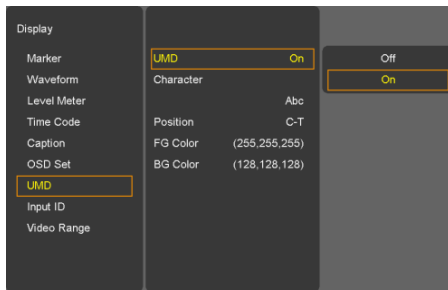 Display
Marker
Waveform
Level Meter
Time Code
Caption
OSD Set
UMD
Input ID
Video Range
UMD On
Character
Abc
Position C-T
FG Color (255,255,255)
BG Color (128,128,128)
Off
On